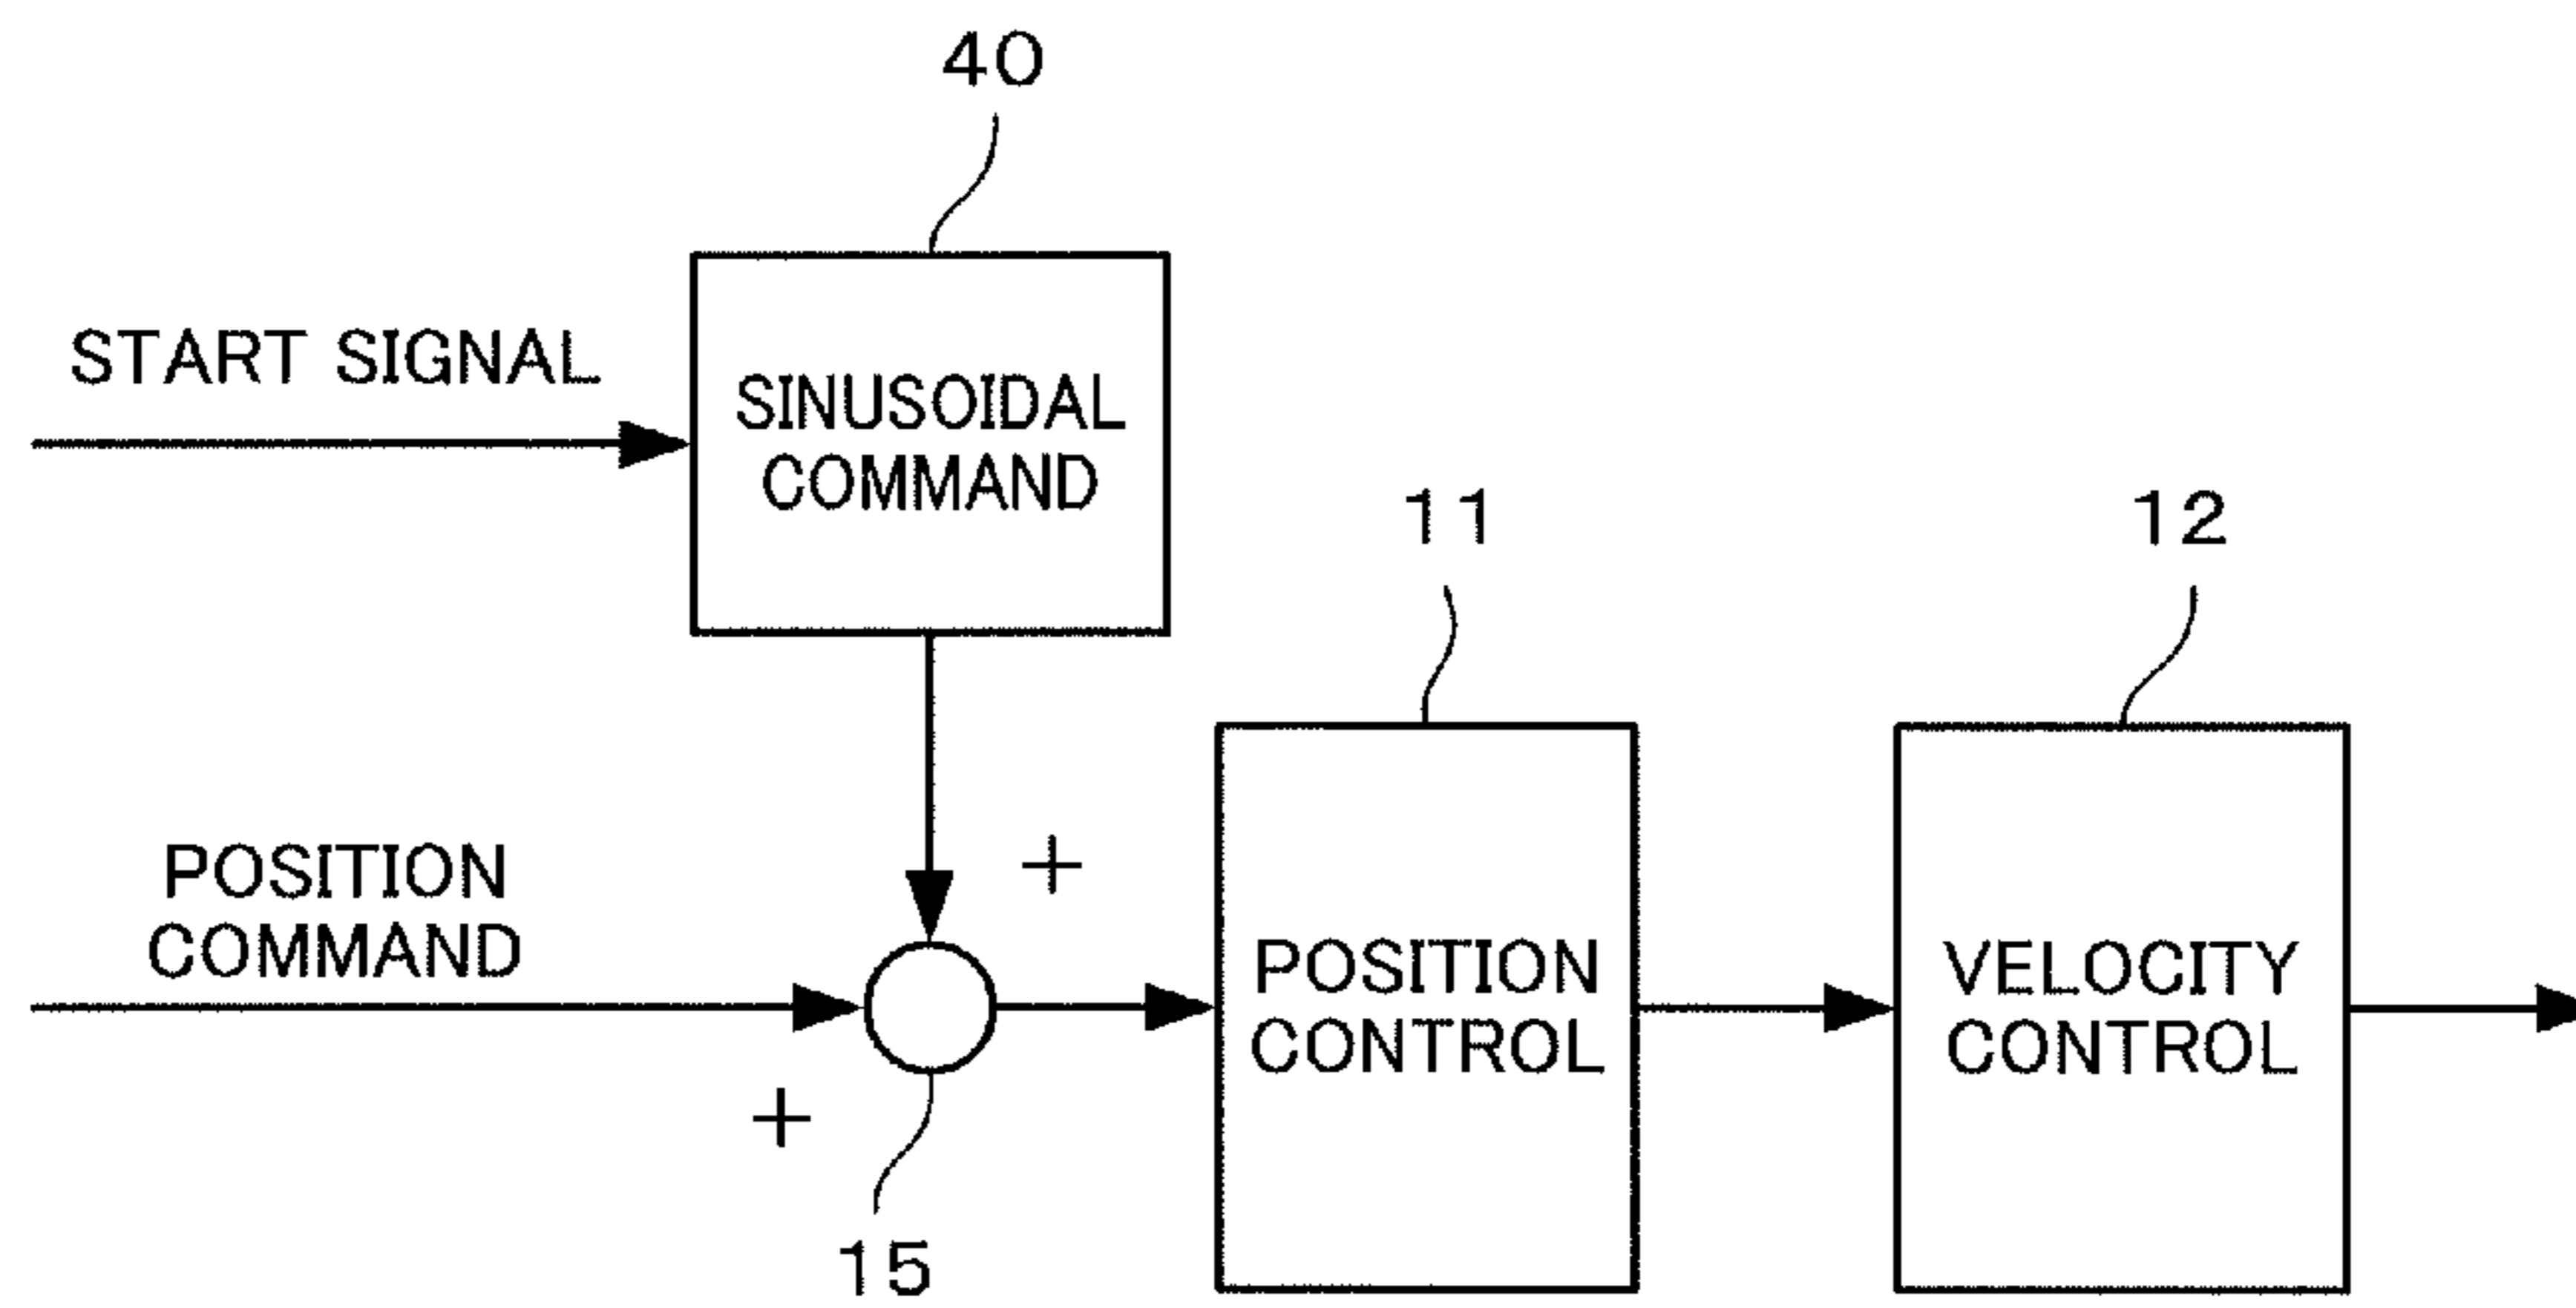 40
START SIGNAL
SINUSOIDAL
COMMAND
11
12
POSITION
COMMAND
+
POSITION
CONTROL
VELOCITY
CONTROL
+
15